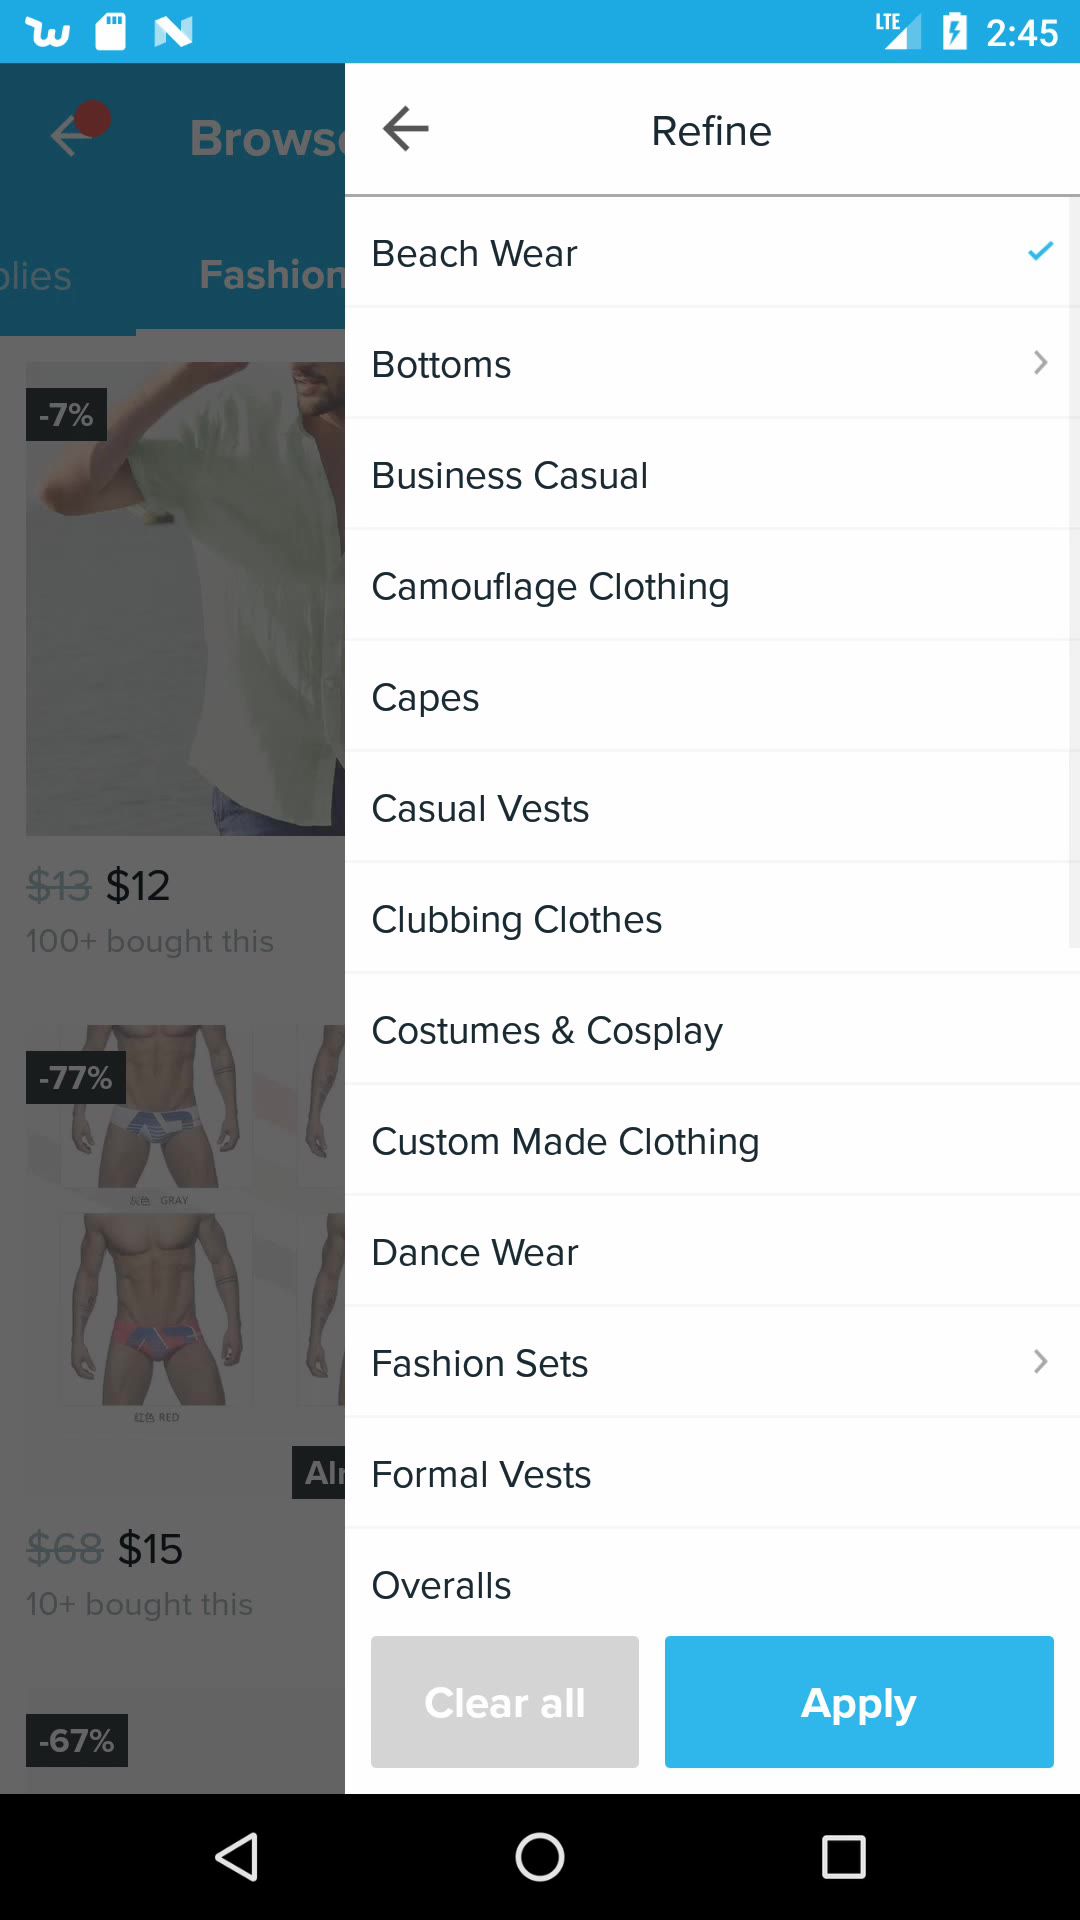 LTE 2:45
Browse
Refine
plies
Fashion
Beach Wear
Bottoms
Business Casual
Camouflage Clothing
Capes
Casual Vests
Clubbing Clothes
Costumes & Cosplay
Custom Made Clothing
Dance Wear
Fashion Sets
Formal Vests
Overalls
Clear all
Apply
-7%
$13 $12
100+ bought this
-77%
灰色 GRAY
红色 RED
$68 $15
10+ bought this
-67%